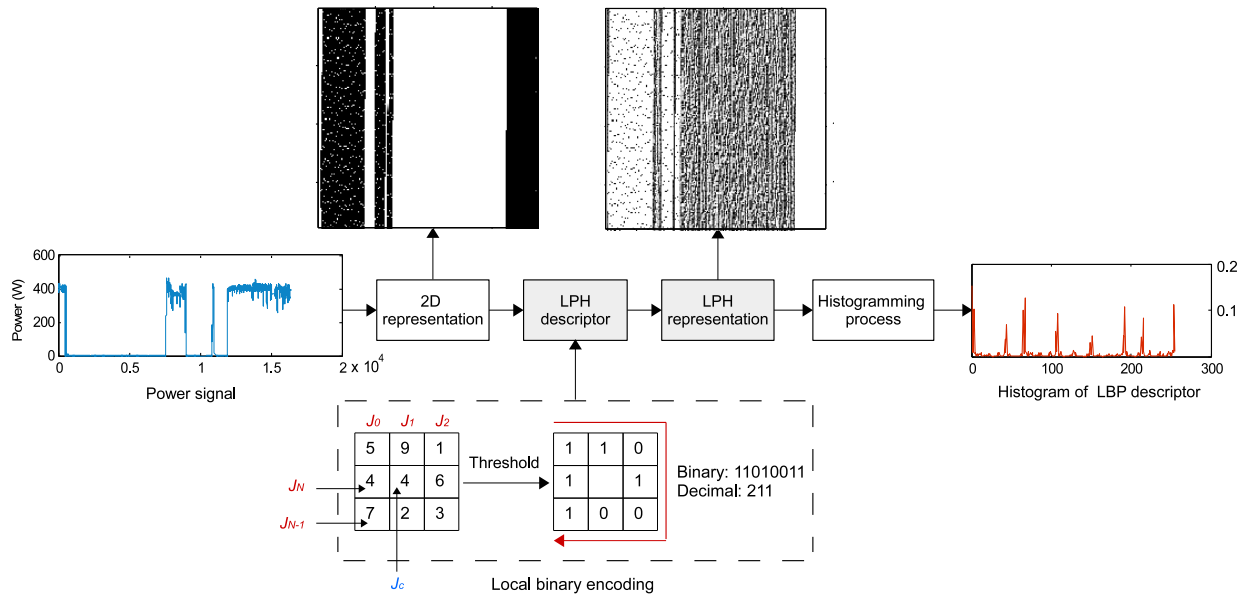 600
400
200
0
Power (W)
0
0.5
1.0
1.5
2 x 10⁴
Power signal
2D
representation
LPH
descriptor
LPH
representation
Histogramming
process
0.2
0.1
0
100
200
300
Histogram of LBP descriptor
J0 J1 J2
5 9 1
4 4 6
7 2 3
JN
JN-1
Jc
Threshold
1 1 0
1 1
1 0 0
Binary: 11010011
Decimal: 211
Local binary encoding